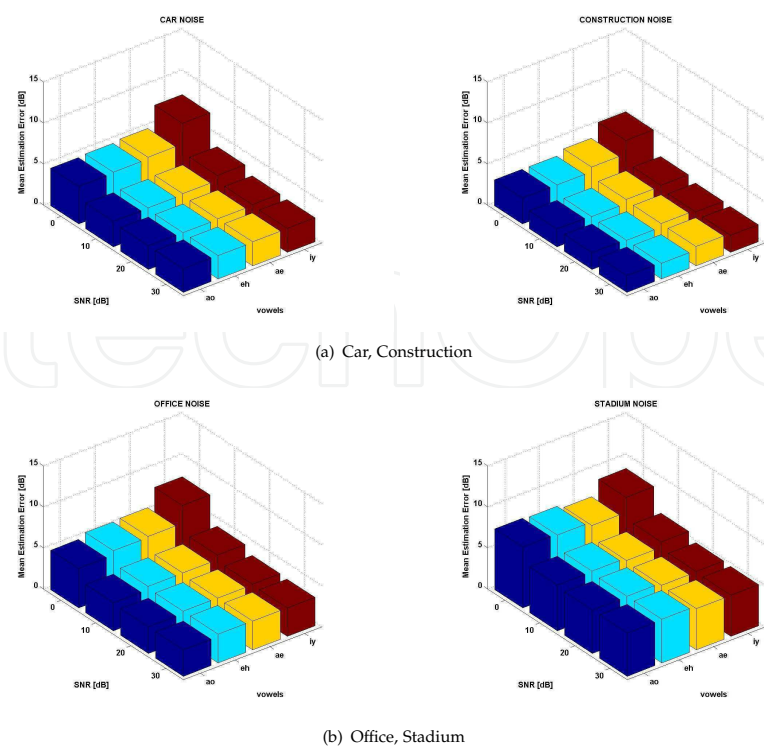 CAR NOISE
Mean Estimation Error [dB]
15
10
5
0
0
10
20
30
SNR [dB]
ao
eh
ae
iy
vowels
CONSTRUCTION NOISE
Mean Estimation Error [dB]
15
10
5
0
0
10
20
30
SNR [dB]
ao
eh
ae
iy
vowels
(a) Car, Construction
OFFICE NOISE
Mean Estimation Error [dB]
15
10
5
0
0
10
20
30
SNR [dB]
ao
eh
ae
iy
vowels
STADIUM NOISE
Mean Estimation Error [dB]
15
10
5
0
0
10
20
30
SNR [dB]
ao
eh
ae
iy
vowels
(b) Office, Stadium